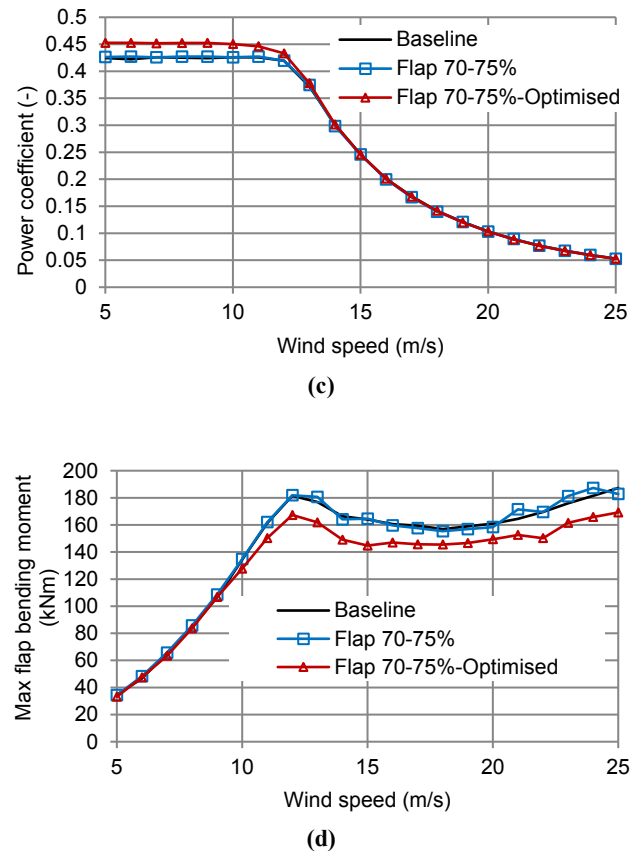 0.5
0.45
0.4
0.35
0.3
0.25
0.2
0.15
0.1
0.05
0
Power coefficient (-)
Baseline
Flap 70-75%
Flap 70-75%-Optimised
5 10 15 20 25
Wind speed (m/s)
(c)
200
180
160
140
120
100
80
60
40
20
0
Max flap bending moment
(kNm)
Baseline
Flap 70-75%
Flap 70-75%-Optimised
5 10 15 20 25
Wind speed (m/s)
(d)